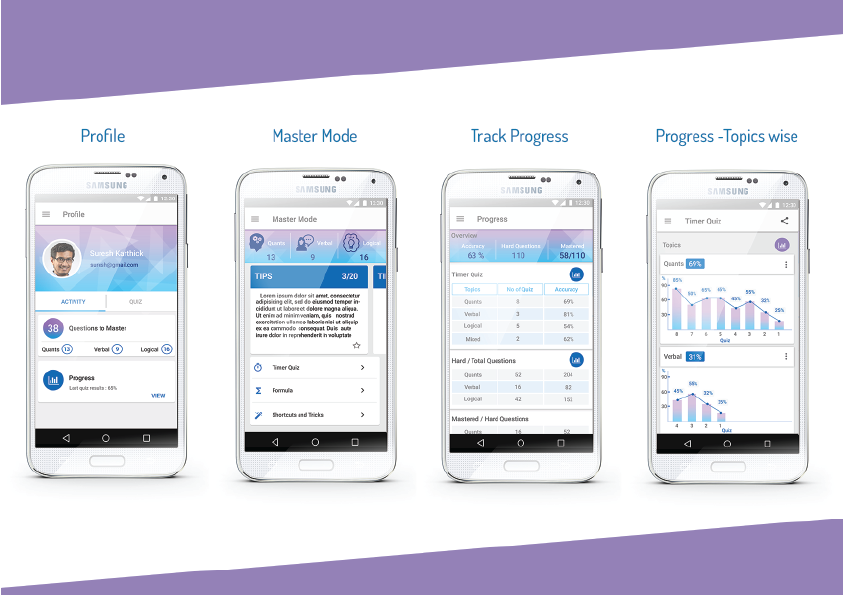 Profile
Master Mode
Track Progress
Progress -Topics wise
SAMSUNG
12:30
Profile
Suresh Karthick
suresh@gmail.com
ACTIVITY
QUIZ
38 Questions to Master
Quants 13 Verbal 9 Logical 16
Progress
Last quiz results : 65%
VIEW
SAMSUNG
12:30
Master Mode
Quants Verbal Logical
13 9 16
TIPS 3/20
TI
Lorem ipsum dolor sit amet, consectetur
adipisicing elit, sed do eiusmod tempor in-
cididunt ut laboreet dolore magna aliqua.
Ut enim ad minim veniam, quis nostrud
exercitation ullamco laboris nisi ut aliquip
ex ea commodo consequat. Duis aute
irure dolor in reprehenderit in voluptate
Timer Quiz
Formula
Shortcuts and Tricks
SAMSUNG
12:30
Progress
Overview
Accuracy Hard Questions Mastered
63 % 110 58/110
Timer Quiz
Topics No of Quiz Accuracy
Quants 8 69%
Verbal 3 81%
Logical 5 54%
Mixed 2 62%
Hard / Total Questions
Quants 52 204
Verbal 16 82
Logical 42
Mastered / Hard Questions
Quants 16 52
SAMSUNG
12:30
Timer Quiz
Topics
Quants 69%
%
90
60
30
85% 50% 65% 65% 45% 55% 35% 25%
8 7 6 5 4 3 2 1
Quiz
Verbal 31%
%
90
60
30
45% 55% 32% 15%
4 3 2 1
Quiz